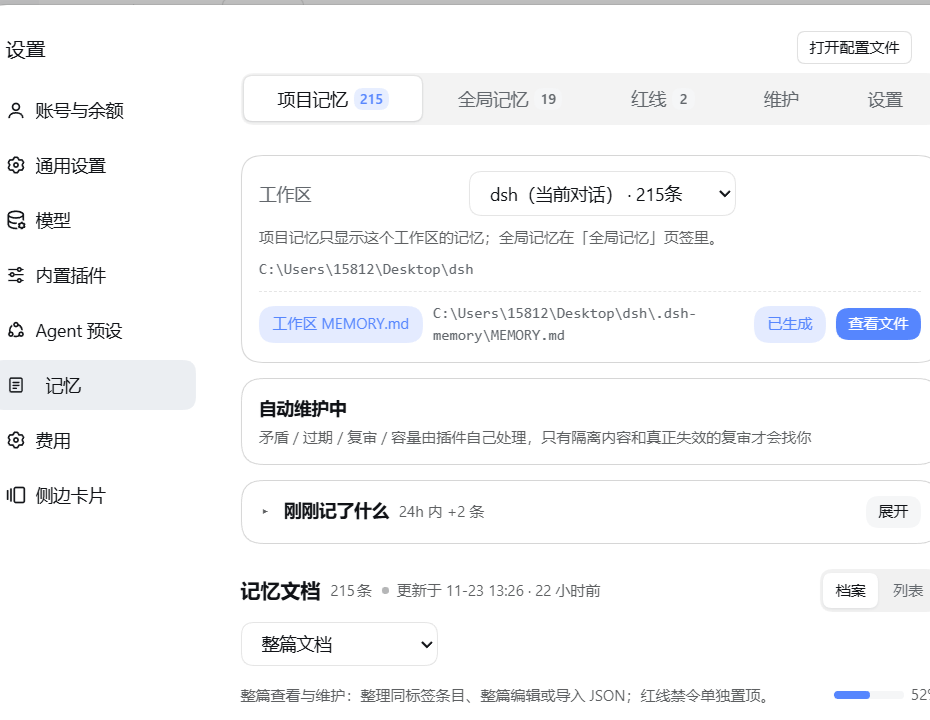 设置
打开配置文件
账号与余额
通用设置
模型
内置插件
Agent 预设
记忆
费用
侧边卡片
项目记忆 215 全局记忆 19 红线 2 维护 设置
工作区 dsh（当前对话） · 215条
项目记忆只显示这个工作区的记忆；全局记忆在「全局记忆」页签里。
C:\Users\15812\Desktop\dsh
工作区 MEMORY.md
C:\Users\15812\Desktop\dsh\.dsh-
memory\MEMORY.md
已生成 查看文件
自动维护中
矛盾 / 过期 / 复审 / 容量由插件自己处理，只有隔离内容和真正失效的复审才会找你
刚刚记了什么 24h 内 +2 条 展开
记忆文档 215条 更新于 11-23 13:26 · 22 小时前 档案 列表
整篇文档
整篇查看与维护：整理同标签条目、整篇编辑或导入 JSON；红线禁令单独置顶。 52%